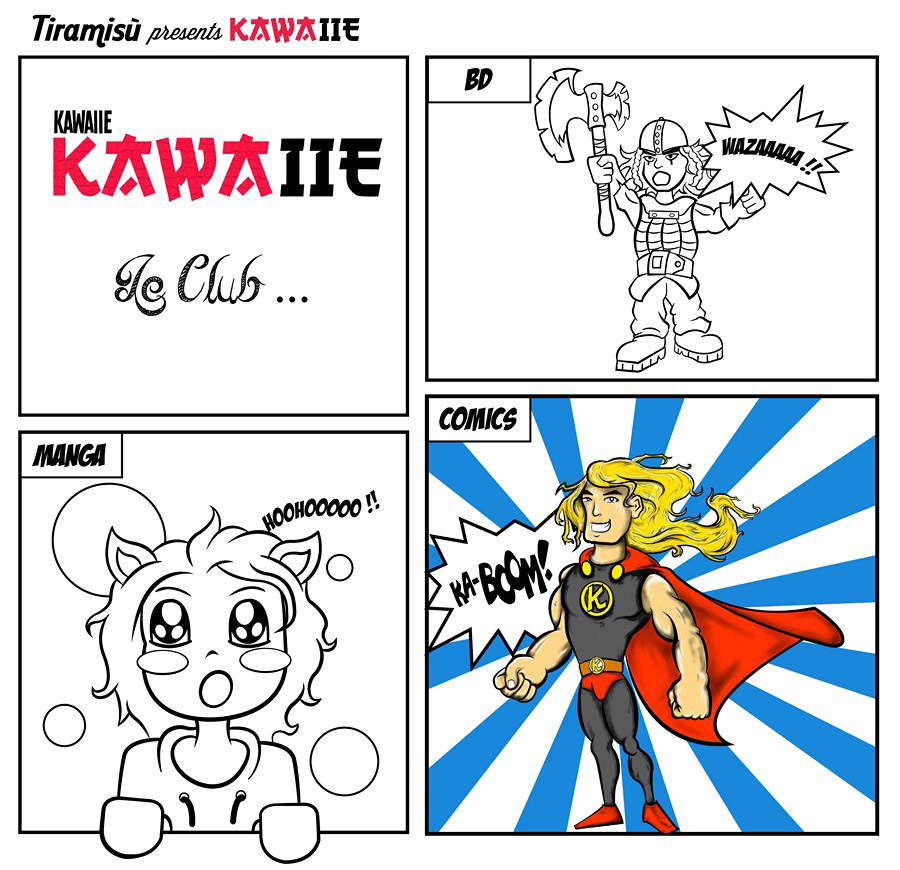 Tiramisù presents KAWAIIE
KAWAIIE
KAWAIIE
Le Club ...
BD
WAZAAAAA !!
MANGA
HOOHOOOOO !!
COMICS
KA-BOOM!
K
K